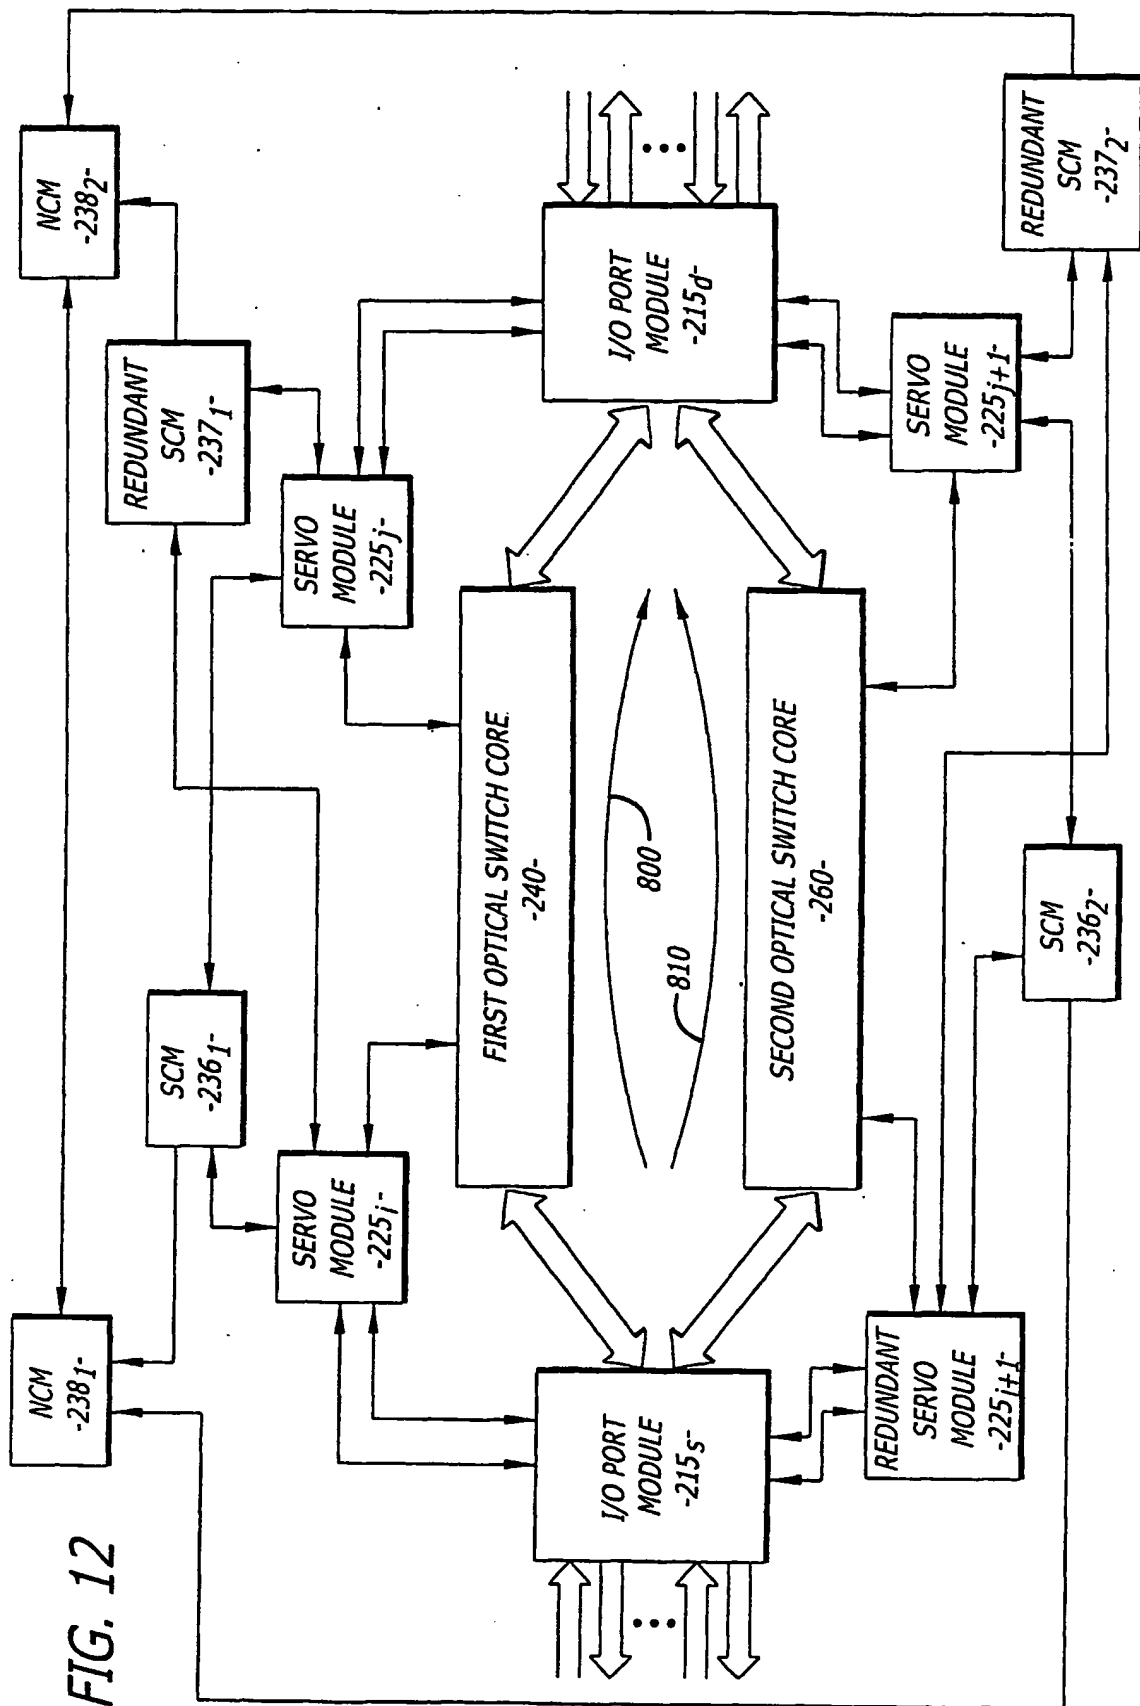 FIG. 12
NCM
-238₁-
NCM
-238₂-
SCM
-236₁-
REDUNDANT
SCM
-237₁-
SERVO
MODULE
-225ᵢ-
SERVO
MODULE
-225ⱼ-
FIRST OPTICAL SWITCH CORE
-240-
I/O PORT
MODULE
-215ₛ-
800
810
I/O PORT
MODULE
-215d-
SECOND OPTICAL SWITCH CORE
-260-
REDUNDANT
SERVO
MODULE
-225ᵢ₊₁-
SERVO
MODULE
-225ⱼ₊₁-
SCM
-236₂-
REDUNDANT
SCM
-237₂-